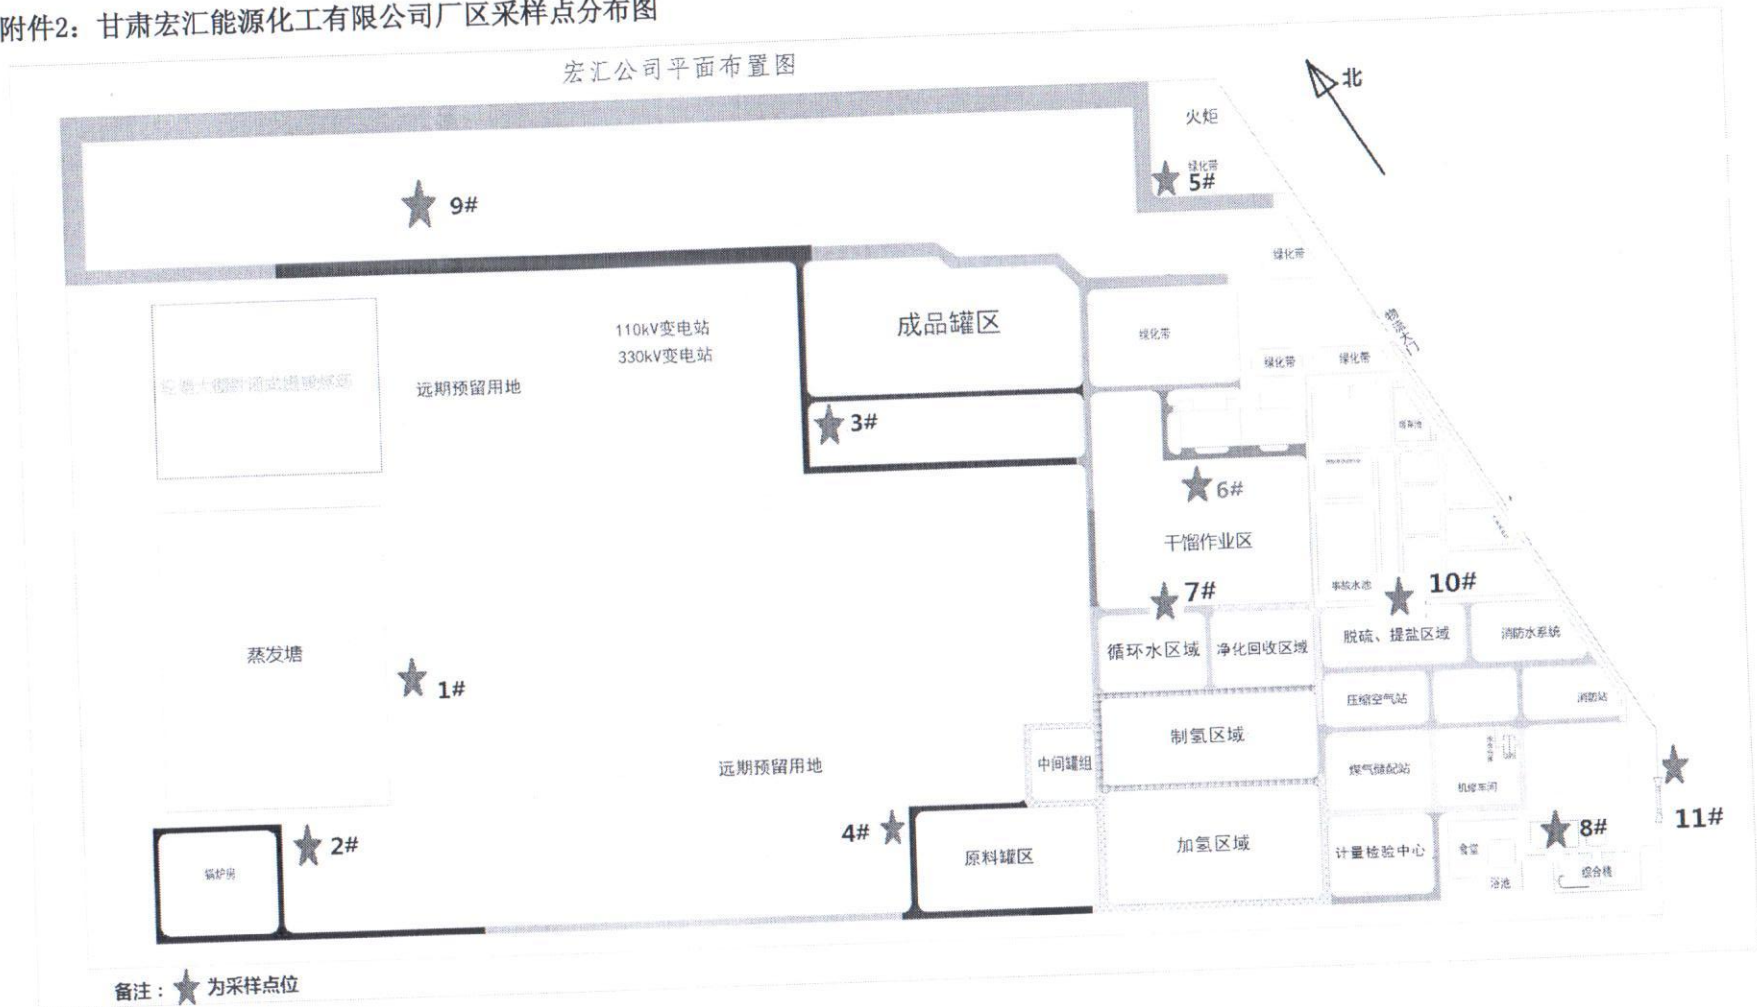 附件2：甘肃宏汇能源化工有限公司厂区采样点分布图
宏汇公司平面布置图
北
火炬
绿化带
5#
9#
绿化带
成品罐区
110kV变电站
330kV变电站
绿化带
物流大门
绿化带
绿化带
远期预留用地
3#
6#
干馏作业区
事故水池
10#
7#
脱硫、提盐区域
消防水系统
循环水区域
净化回收区域
蒸发塘
1#
压缩空气站
消防站
制氢区域
远期预留用地
中间罐组
煤气储配站
机修车间
11#
4#
2#
8#
原料罐区
加氢区域
计量检验中心
食堂
锅炉房
浴池
综合楼
备注：
为采样点位